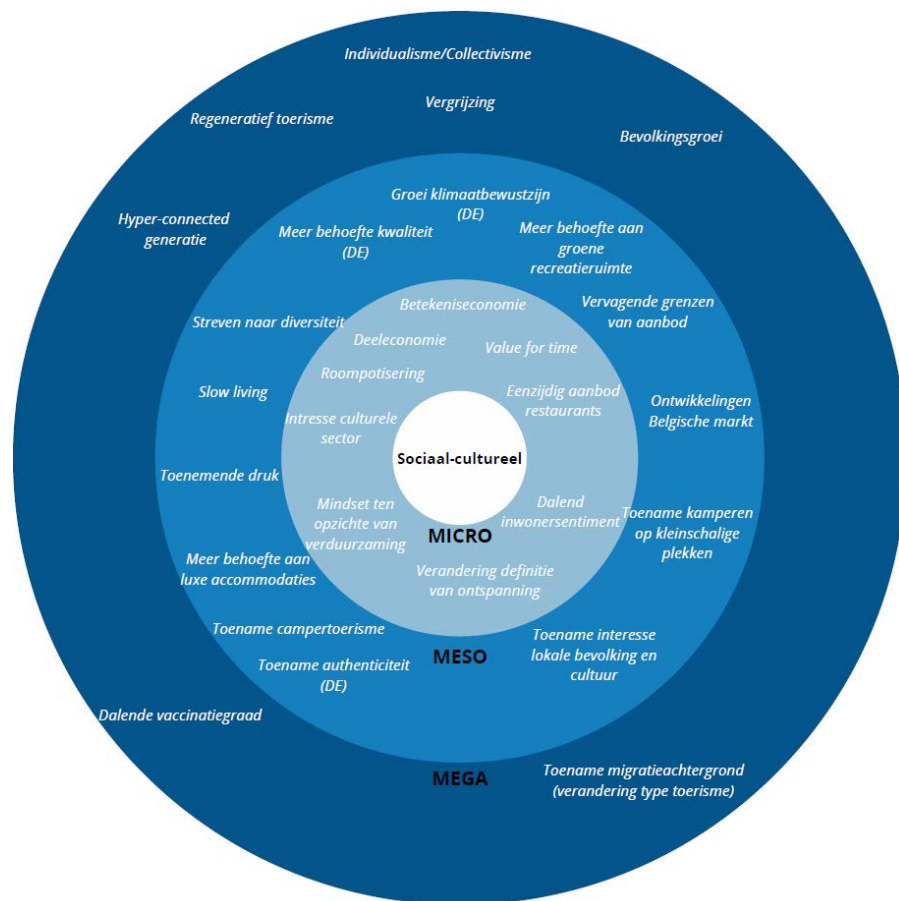 Individualisme/Collectivisme
Vergrijzing
Regeneratief toerisme
Bevolkingsgroei
Hyper-connected
generatie
Groei klimaatbewustzijn
(DE)
Meer behoefte kwaliteit
(DE)
Meer behoefte aan
groene
recreatieruimte
Streven naar diversiteit
Vervagende grenzen
van aanbod
Betekeniseconomie
Deeleconomie
Value for time
Roompotisering
Slow living
Eenzijdig aanbod
restaurants
Ontwikkelingen
Belgische markt
Intresse culturele
sector
Sociaal-cultureel
Toenemende druk
Mindset ten
opzichte van
verduurzaming
Dalend
inwonersentiment
Toename kamperen
op kleinschalige
plekken
MICRO
Meer behoefte aan
luxe accommodaties
Verandering definitie
van ontspanning
Toename campertoerisme
Toename interesse
lokale bevolking en
cultuur
MESO
Toename authenticiteit
(DE)
Dalende vaccinatiegraad
MEGA
Toename migratieachtergrond
(verandering type toerisme)